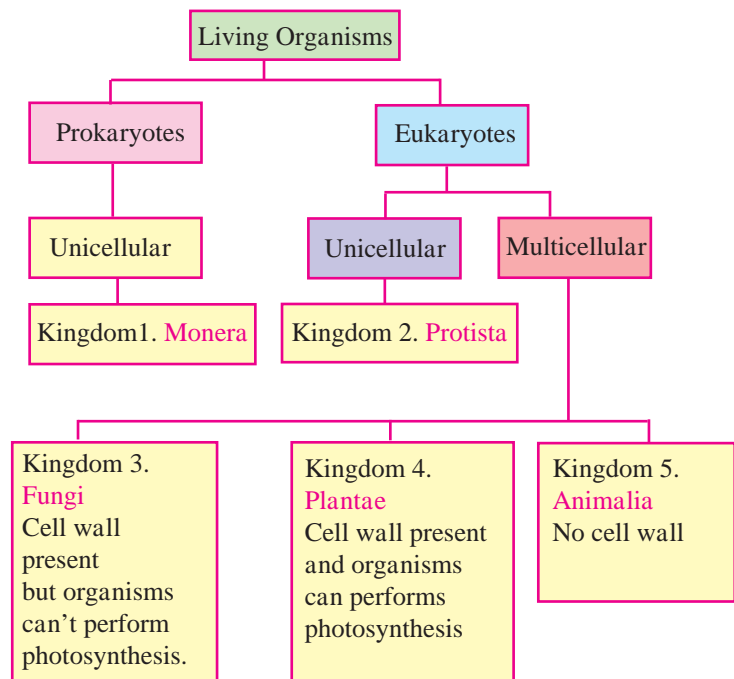 Living Organisms
Prokaryotes
Eukaryotes
Unicellular
Unicellular
Multicellular
Kingdom1. Monera
Kingdom 2. Protista
Kingdom 3.
Fungi
Cell wall
present
but organisms
can't perform
photosynthesis.
Kingdom 4.
Plantae
Cell wall present
and organisms
can performs
photosynthesis
Kingdom 5.
Animalia
No cell wall